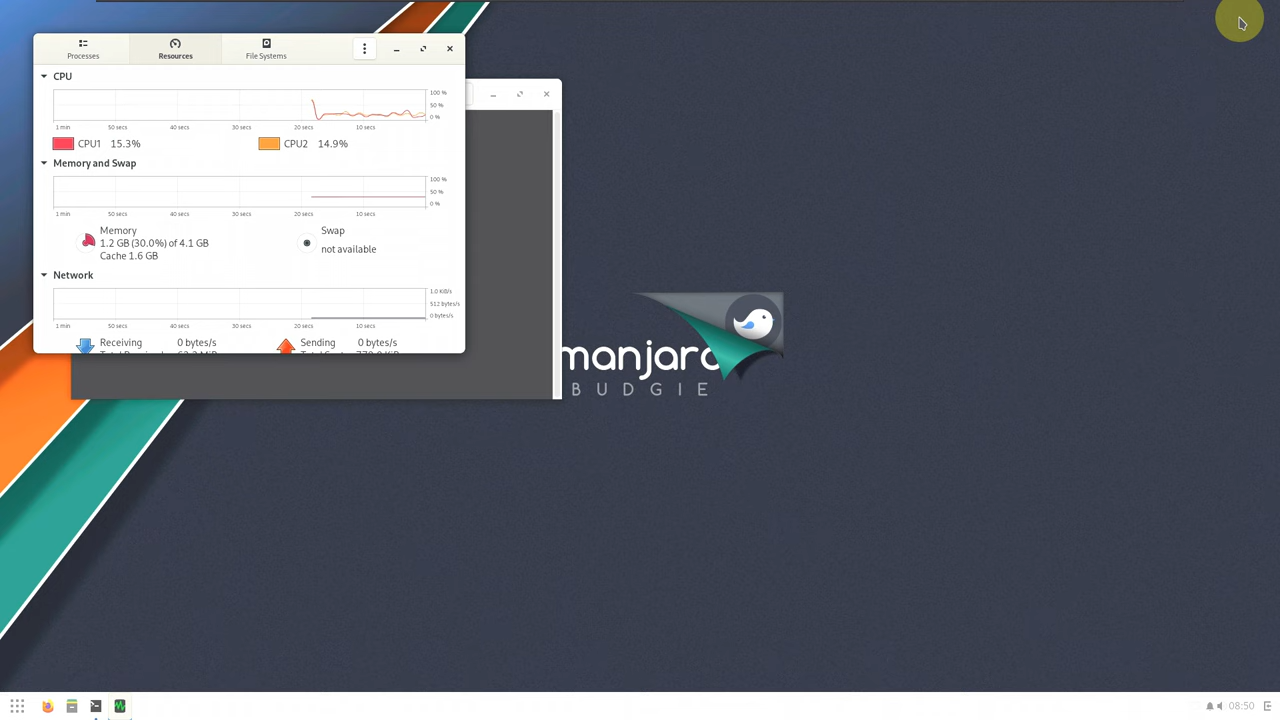 Processes
Resources
File Systems
CPU
100 %
50 %
0 %
1 min 50 secs 40 secs 30 secs 20 secs 10 secs
CPU1 15.3%
CPU2 14.9%
Memory and Swap
100 %
50 %
0 %
1 min 50 secs 40 secs 30 secs 20 secs 10 secs
Memory
1.2 GB (30.0%) of 4.1 GB
Cache 1.6 GB
Swap
not available
Network
1.0 KiB/s
512 bytes/s
0 bytes/s
1 min 50 secs 40 secs 30 secs 20 secs 10 secs
Receiving 0 bytes/s
Sending 0 bytes/s
manjaro
BUDGIE
08:50